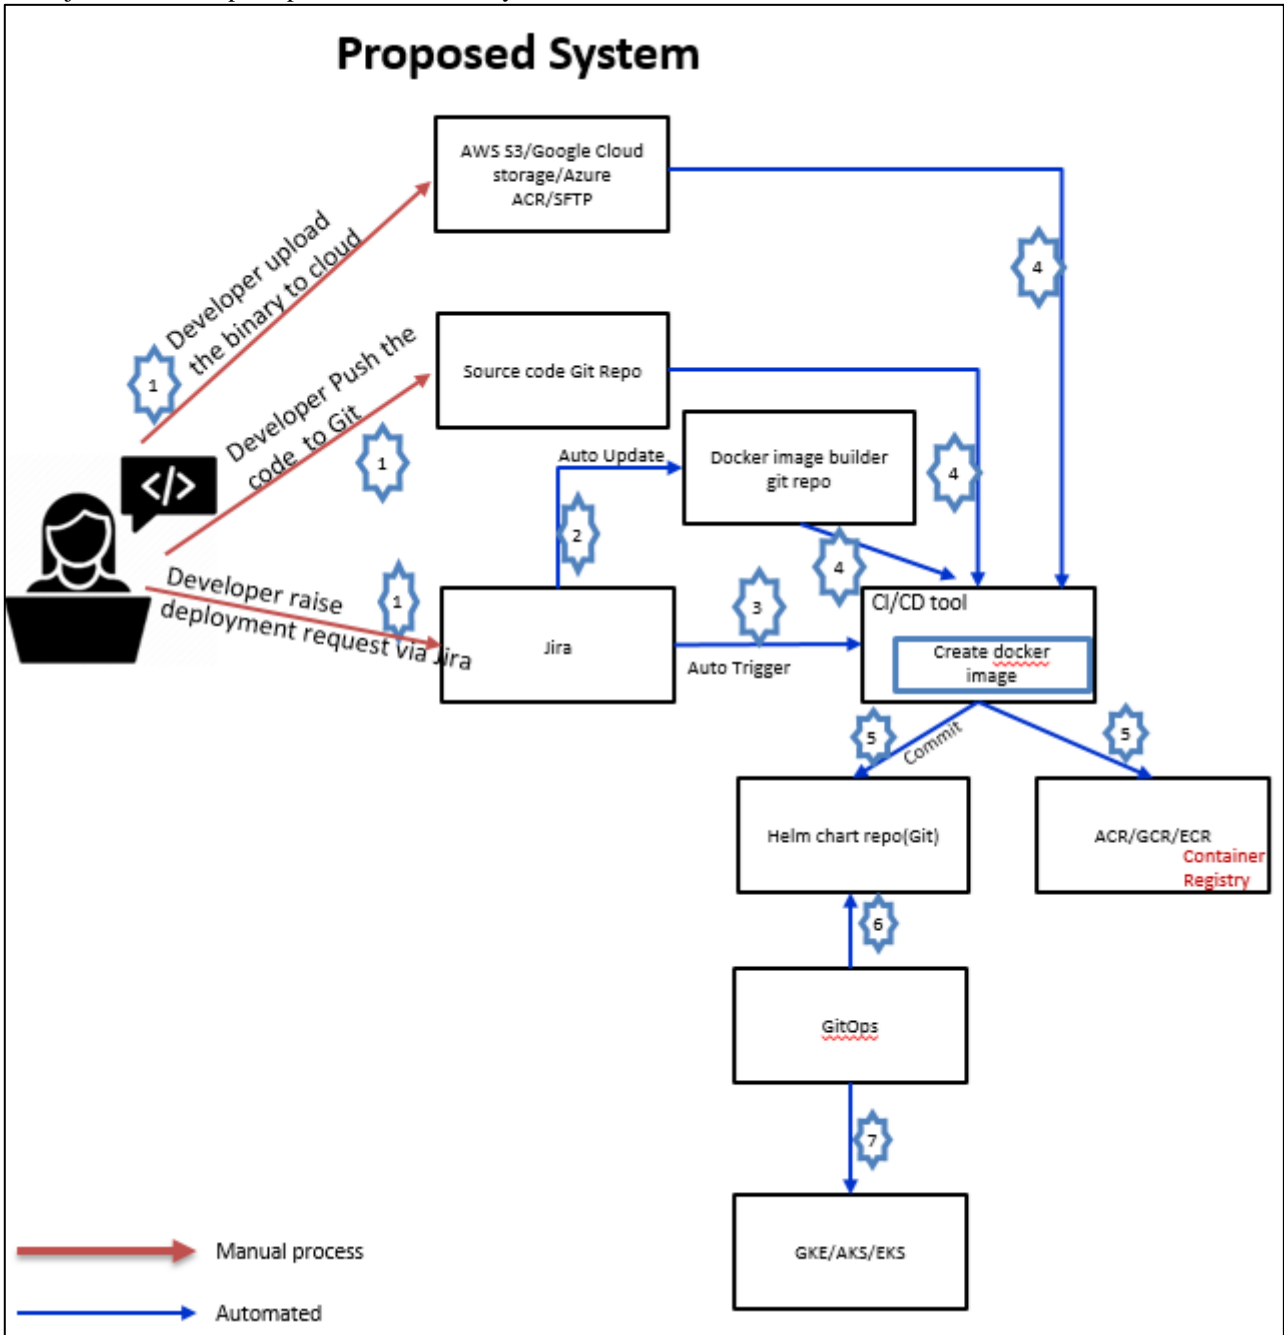 Proposed System
AWS S3/Google Cloud
storage/Azure
ACR/SFTP
Developer upload
the binary to cloud
4
1
Developer Push the
code to Git
Source code Git Repo
1
Auto Update
Docker image builder
git repo
4
</>
2
4
Developer raise
deployment request via Jira
1
Jira
3
Auto Trigger
CI/CD tool
Create docker
image
5
Commit
5
Helm chart repo(Git)
ACR/GCR/ECR
Container
Registry
6
GitOps
7
GKE/AKS/EKS
Manual process
Automated